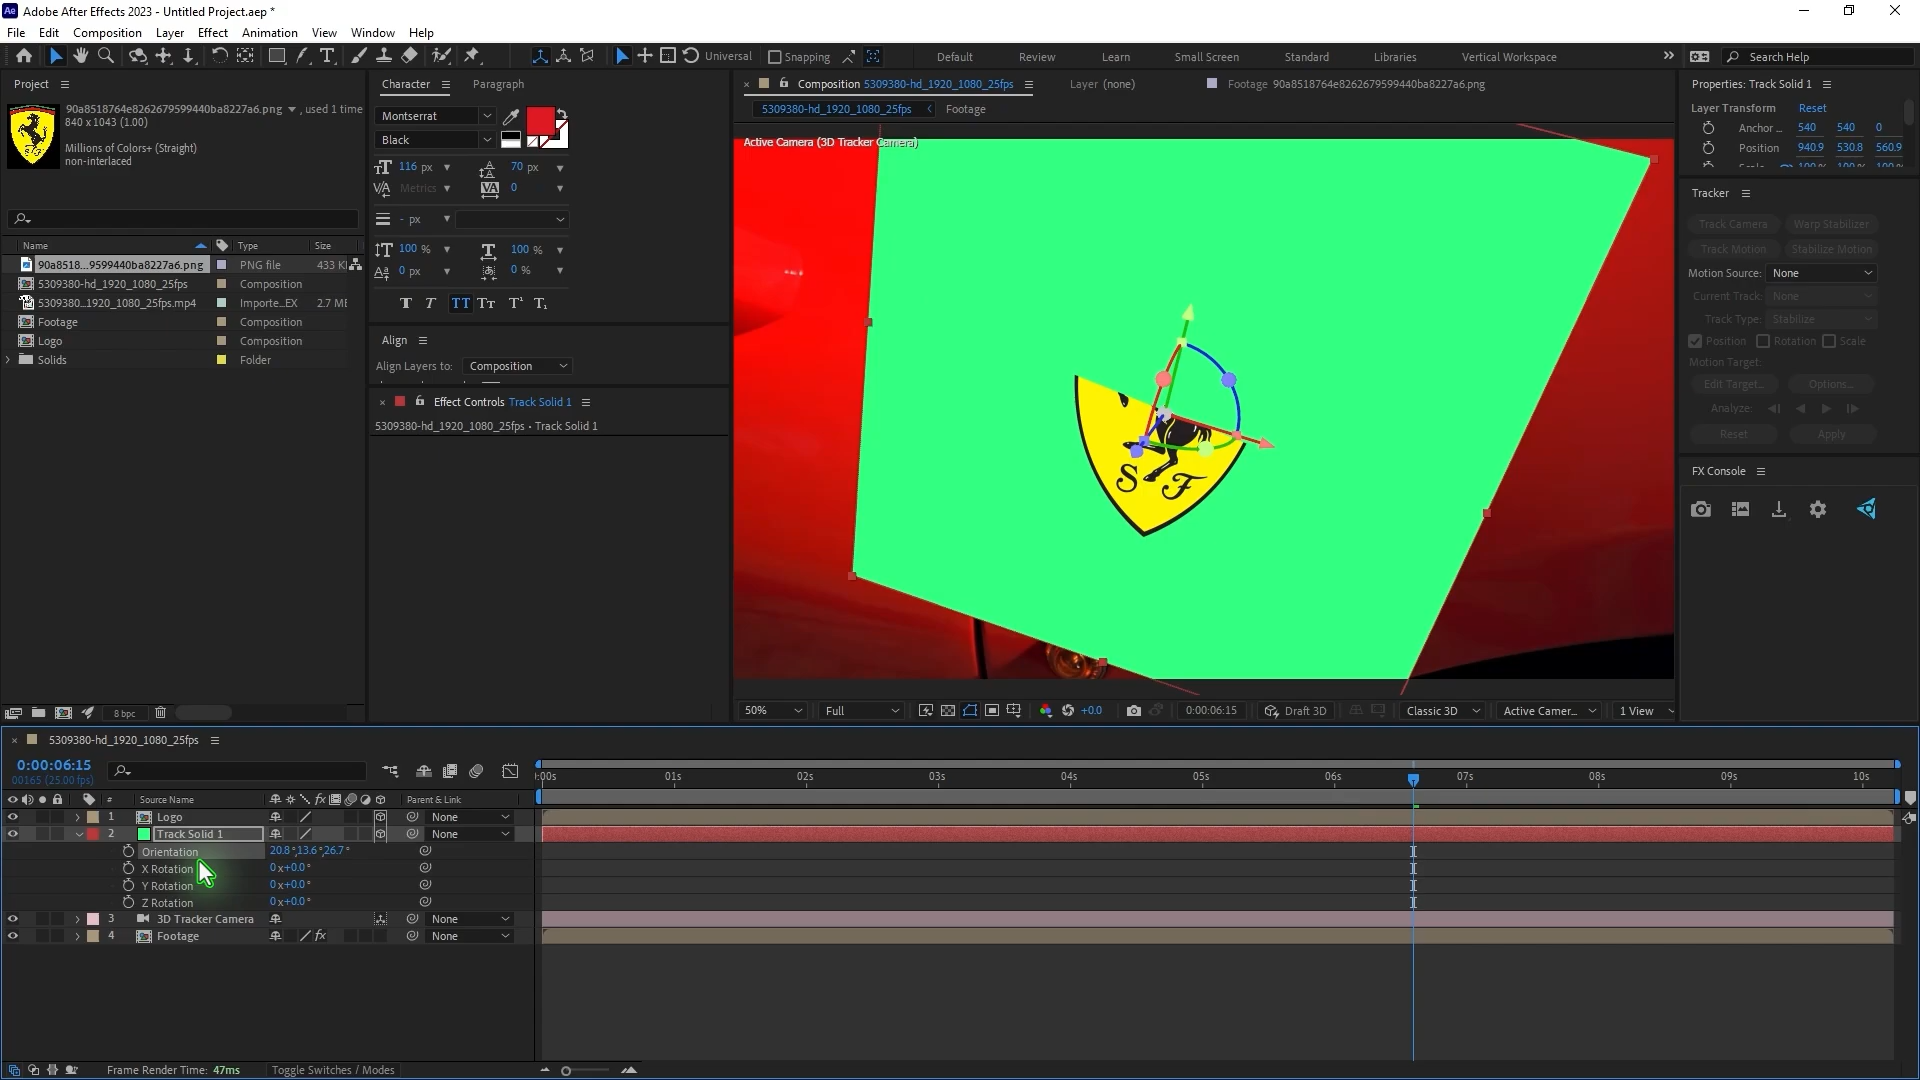 Adobe After Effects 2023 - Untitled Project.aep *
File Edit Composition Layer Effect Animation View Window Help
Universal Snapping Default Review Learn Small Screen Standard Libraries Vertical Workspace Search Help
Project
90a8518764e8262679599440ba8227a6.png , used 1 time
840 x 1043 (1.00)
Millions of Colors+ (Straight)
non-interlaced
Name Type Size
90a8518...9599440ba8227a6.png PNG file 433 K
5309380-hd_1920_1080_25fps Composition
5309380...1920_1080_25fps.mp4 Importe...EX 2.7 ME
Footage Composition
Logo Composition
Solids Folder
8 bpc
Character Paragraph
Montserrat
Black
116 px 70 px
Metrics 0
- px
100 % 100 %
0 px 0 %
T T TT Tr T¹ T₁
Align
Align Layers to: Composition
Effect Controls Track Solid 1
5309380-hd_1920_1080_25fps • Track Solid 1
Composition 5309380-hd_1920_1080_25fps Layer (none) Footage 90a8518764e8262679599440ba8227a6.png
5309380-hd_1920_1080_25fps Footage
Active Camera (3D Tracker Camera)
S F
50% Full +0.0 0:00:06:15 Draft 3D Classic 3D Active Camer... 1 View
Properties: Track Solid 1
Layer Transform Reset
Anchor ... 540 540 0
Position 940.9 530.8 560.9
Tracker
Track Camera Warp Stabilizer
Track Motion Stabilize Motion
Motion Source: None
Current Track: None
Track Type: Stabilize
Position Rotation Scale
Motion Target:
Edit Target... Options...
Analyze:
Reset Apply
FX Console
5309380-hd_1920_1080_25fps
0:00:06:15
00165 (25.00 fps)
:00s 01s 02s 03s 04s 05s 06s 07s 08s 09s 10s
# Source Name fx Parent & Link
1 Logo None
2 Track Solid 1 None
Orientation 20.8°,13.6°,26.7°
X Rotation 0x+0.0°
Y Rotation 0x+0.0°
Z Rotation 0x+0.0°
3 3D Tracker Camera None
4 Footage fx None
Frame Render Time: 47ms Toggle Switches / Modes